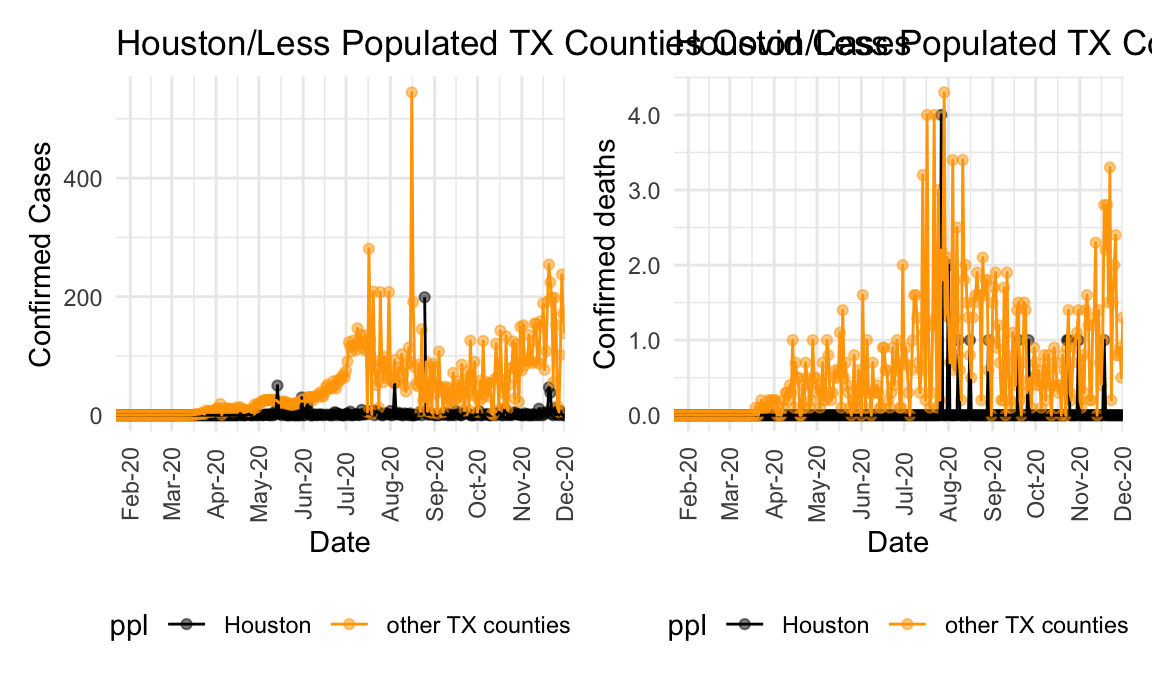 Houston/Less Populated TX Counties Covid Cases
Houston/Less Populated TX Co
Confirmed Cases
400
200
0
Feb-20
Mar-20
Apr-20
May-20
Jun-20
Jul-20
Aug-20
Sep-20
Oct-20
Nov-20
Dec-20
Date
ppl
Houston
other TX counties
Confirmed deaths
4.0
3.0
2.0
1.0
0.0
Feb-20
Mar-20
Apr-20
May-20
Jun-20
Jul-20
Aug-20
Sep-20
Oct-20
Nov-20
Dec-20
Date
ppl
Houston
other TX counties